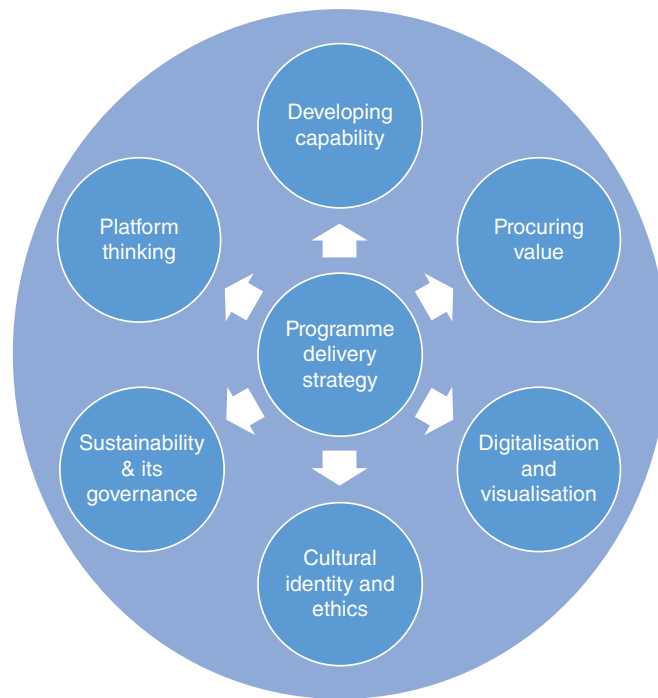 Developing
capability
Platform
thinking
Procuring
value
Programme
delivery
strategy
Sustainability
& its
governance
Digitalisation
and
visualisation
Cultural
identity and
ethics